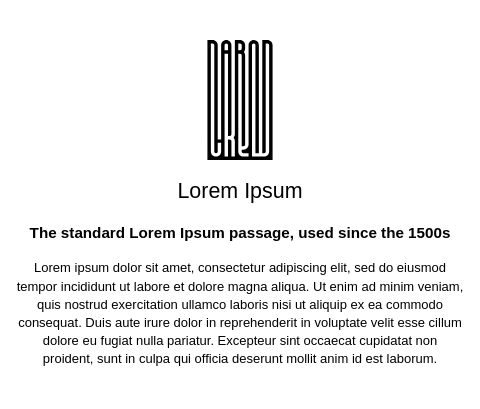 CREW
Lorem Ipsum
The standard Lorem Ipsum passage, used since the 1500s
Lorem ipsum dolor sit amet, consectetur adipiscing elit, sed do eiusmod
tempor incididunt ut labore et dolore magna aliqua. Ut enim ad minim veniam,
quis nostrud exercitation ullamco laboris nisi ut aliquip ex ea commodo
consequat. Duis aute irure dolor in reprehenderit in voluptate velit esse cillum
dolore eu fugiat nulla pariatur. Excepteur sint occaecat cupidatat non
proident, sunt in culpa qui officia deserunt mollit anim id est laborum.